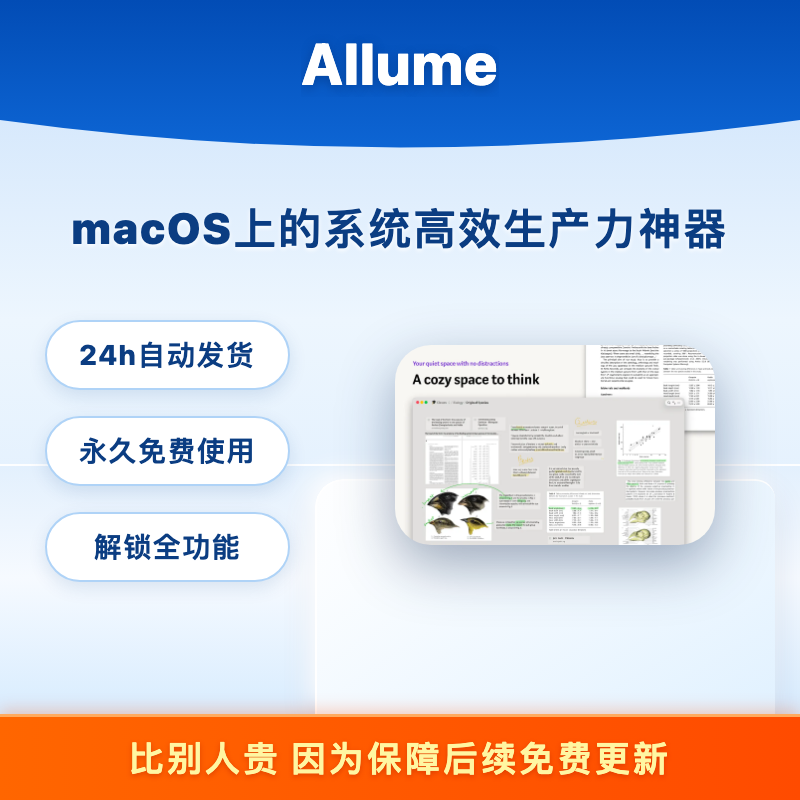 Allume
macOS上的系统高效生产力神器
24h自动发货
永久免费使用
解锁全功能
Your quiet space with no distractions
A cozy space to think
比别人贵 因为保障后续免费更新